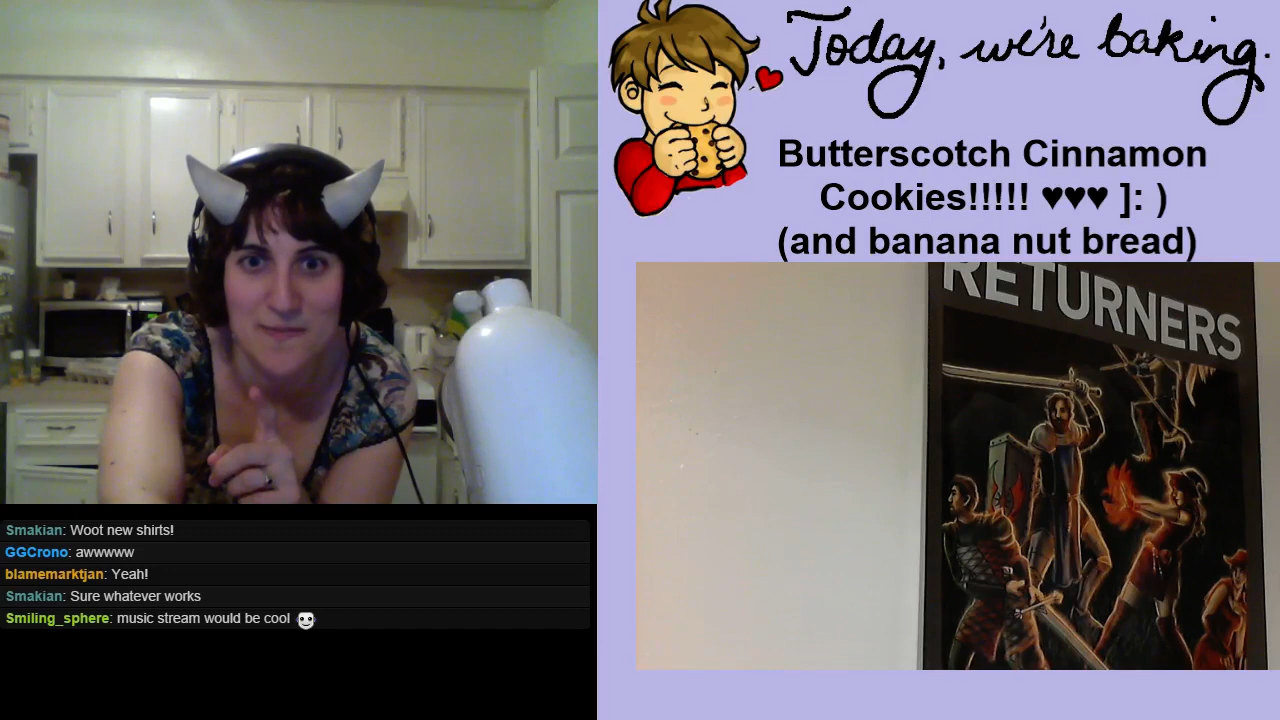 Today, we're baking.
Butterscotch Cinnamon
Cookies!!!!! ♥♥♥ ]: )
(and banana nut bread)
RETURNERS
Smakian: Woot new shirts!
GGCrono: awwwww
blamemarktjan: Yeah!
Smakian: Sure whatever works
Smiling_sphere: music stream would be cool